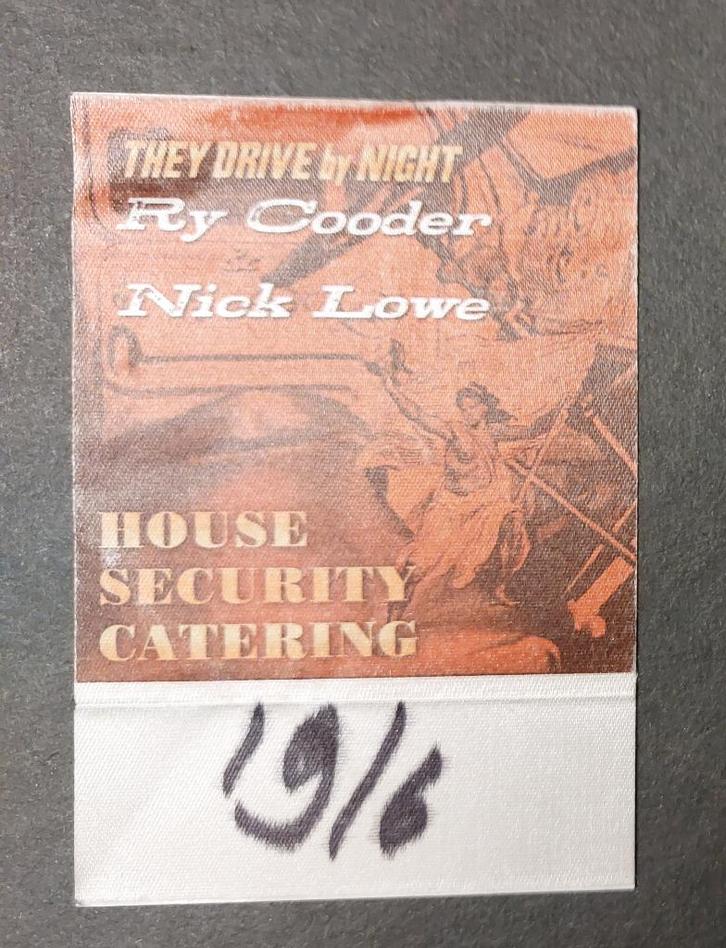 THEY DRIVE by NIGHT
Ry Cooder
Nick Lowe
HOUSE
SECURITY
CATERING
19/6